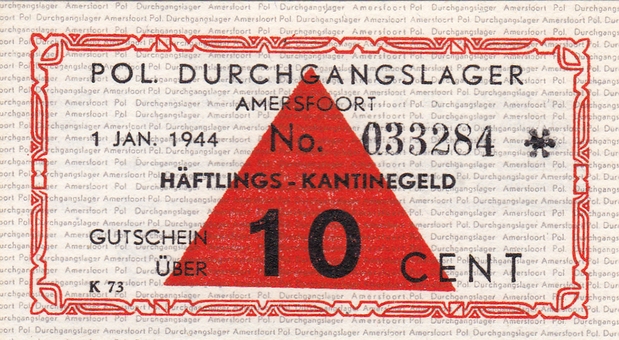 POL. DURCHGANGSLAGER
AMERSFOORT
1 JAN. 1944 No. 033284 *
HÄFTLINGS - KANTINEGELD
GUTSCHEIN
ÜBER 10 CENT
K 73